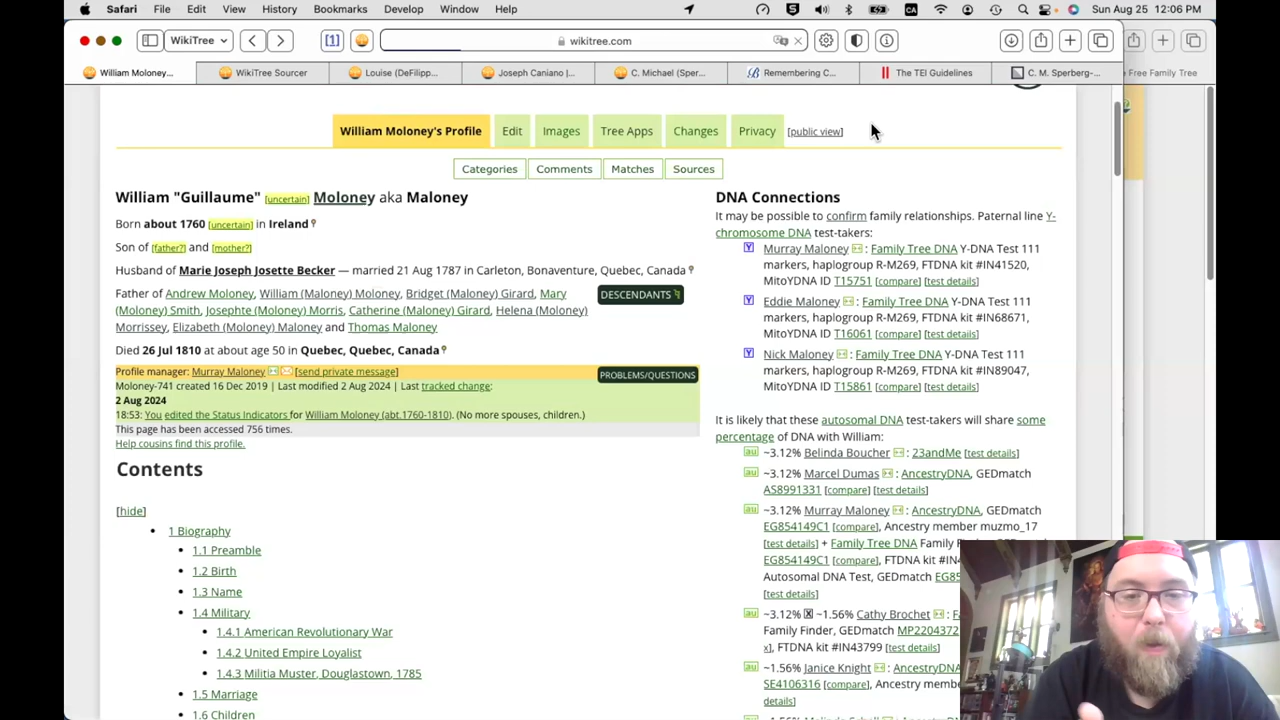 Safari File Edit View History Bookmarks Develop Window Help Sun Aug 25 12:06 PM
WikiTree [1] wikitree.com
William Moloney... WikiTree Sourcer Louise (DeFilipp... Joseph Caniano |... C. Michael (Sper... Remembering C... The TEI Guidelines C. M. Sperberg-... Free Family Tree
William Moloney's Profile Edit Images Tree Apps Changes Privacy [public view]
Categories Comments Matches Sources
William "Guillaume" [uncertain] Moloney aka Maloney
Born about 1760 [uncertain] in Ireland
Son of [father?] and [mother?]
Husband of Marie Joseph Josette Becker — married 21 Aug 1787 in Carleton, Bonaventure, Quebec, Canada
Father of Andrew Moloney, William (Maloney) Moloney, Bridget (Maloney) Girard, Mary
(Moloney) Smith, Josephte (Moloney) Morris, Catherine (Maloney) Girard, Helena (Moloney)
Morrissey, Elizabeth (Moloney) Maloney and Thomas Maloney
DESCENDANTS
Died 26 Jul 1810 at about age 50 in Quebec, Quebec, Canada
Profile manager: Murray Maloney [send private message]
PROBLEMS/QUESTIONS
Moloney-741 created 16 Dec 2019 | Last modified 2 Aug 2024 | Last tracked change:
2 Aug 2024
18:53: You edited the Status Indicators for William Moloney (abt.1760-1810). (No more spouses, children.)
This page has been accessed 756 times.
Help cousins find this profile.
Contents
[hide]
1 Biography
1.1 Preamble
1.2 Birth
1.3 Name
1.4 Military
1.4.1 American Revolutionary War
1.4.2 United Empire Loyalist
1.4.3 Militia Muster, Douglastown, 1785
1.5 Marriage
1.6 Children
DNA Connections
It may be possible to confirm family relationships. Paternal line Y-
chromosome DNA test-takers:
Y Murray Maloney : Family Tree DNA Y-DNA Test 111
markers, haplogroup R-M269, FTDNA kit #IN41520,
MitoYDNA ID T15751 [compare] [test details]
Y Eddie Maloney : Family Tree DNA Y-DNA Test 111
markers, haplogroup R-M269, FTDNA kit #IN68671,
MitoYDNA ID T16061 [compare] [test details]
Y Nick Maloney : Family Tree DNA Y-DNA Test 111
markers, haplogroup R-M269, FTDNA kit #IN89047,
MitoYDNA ID T15861 [compare] [test details]
It is likely that these autosomal DNA test-takers will share some
percentage of DNA with William:
au ~3.12% Belinda Boucher : 23andMe [test details]
au ~3.12% Marcel Dumas : AncestryDNA, GEDmatch
AS8991331 [compare] [test details]
au ~3.12% Murray Maloney : AncestryDNA, GEDmatch
EG854149C1 [compare], Ancestry member muzmo_17
[test details] + Family Tree DNA Family
EG854149C1 [compare], FTDNA kit
Autosomal DNA Test, GEDmatch
[test details]
au ~3.12% X ~1.56% Cathy Brochet :
Family Finder, GEDmatch MP2204372
x], FTDNA kit #IN43799 [test details]
au ~1.56% Janice Knight : AncestryDNA
SE4106316 [compare], Ancestry
details]